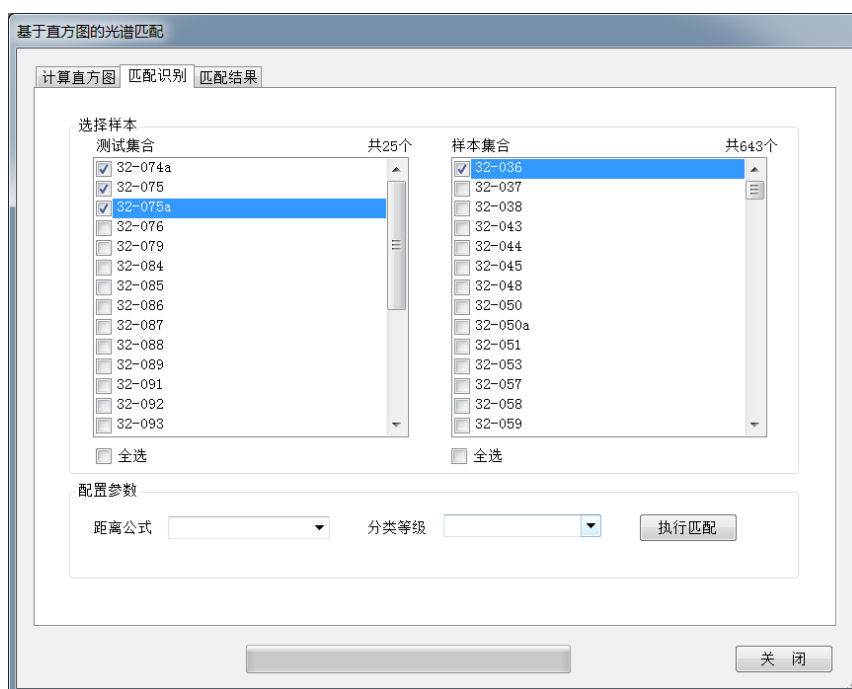 基于直方图的光谱匹配
计算直方图 匹配识别 匹配结果
选择样本
测试集合 共25个 样本集合 共643个
32-074a 32-036
32-075 32-037
32-075a 32-038
32-076 32-043
32-079 32-044
32-084 32-045
32-085 32-048
32-086 32-050
32-087 32-050a
32-088 32-051
32-089 32-053
32-091 32-057
32-092 32-058
32-093 32-059
全选 全选
配置参数
距离公式 分类等级 执行匹配
关 闭